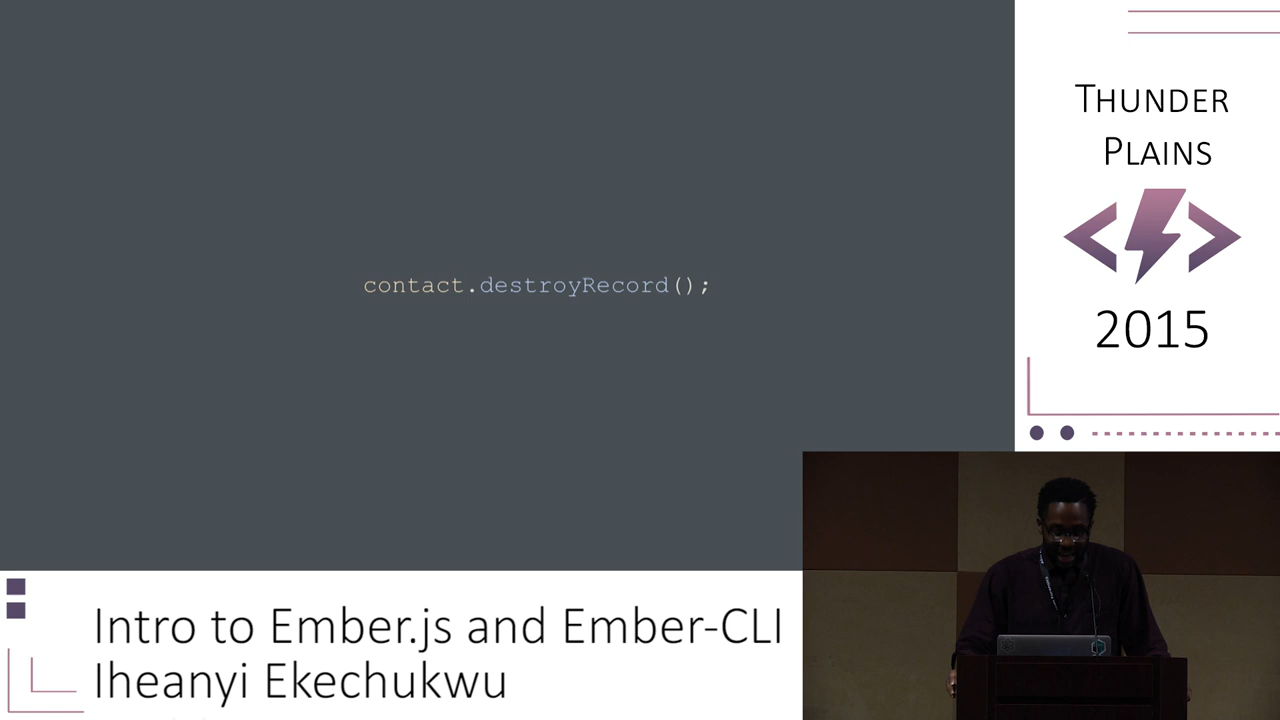 contact.destroyRecord();
THUNDER
PLAINS
2015
Intro to Ember.js and Ember-CLI
Iheanyi Ekechukwu